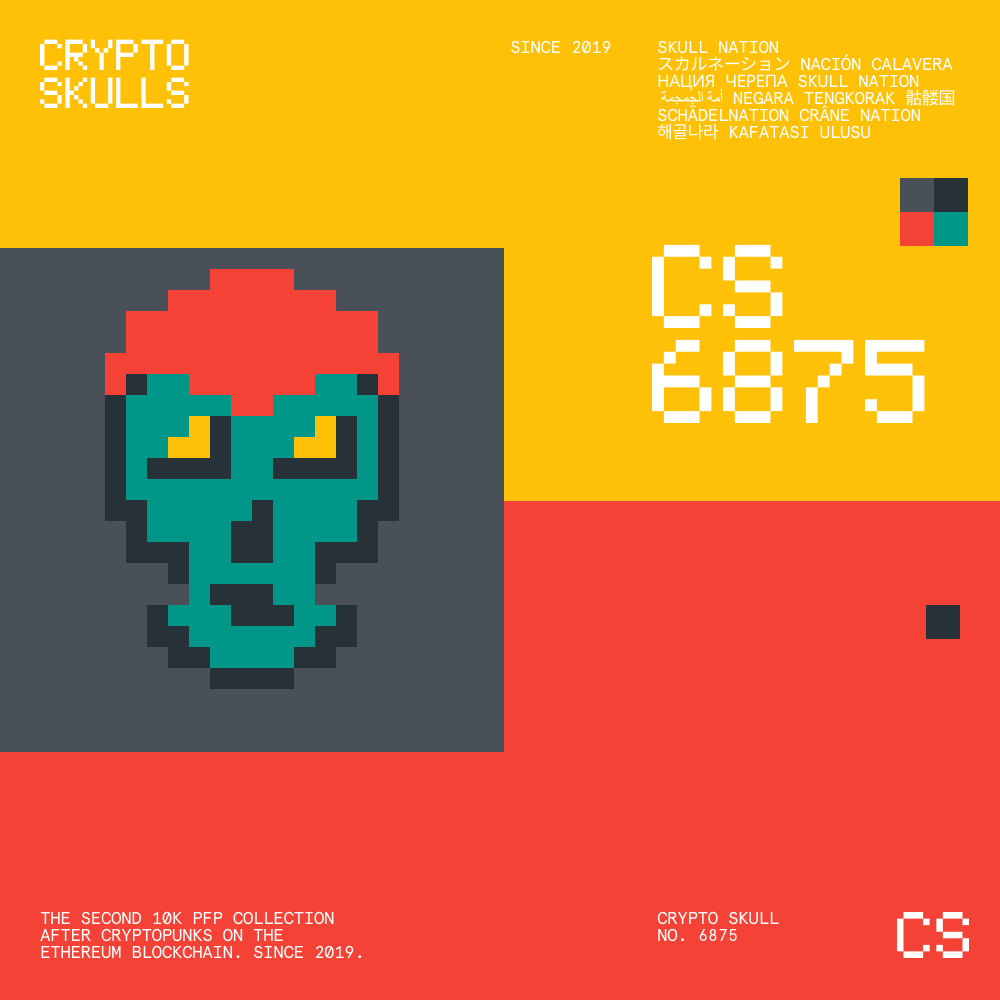 CRYPTO
SKULLS
SINCE 2019
SKULL NATION
スカルネーション NACIÓN CALAVERA
НАЦИЯ ЧЕРЕПА SKULL NATION
أمة الجمجمة NEGARA TENGKORAK 骷髅国
SCHÄDELNATION CRÂNE NATION
해골나라 KAFATASI ULUSU
CS
6875
THE SECOND 10K PFP COLLECTION
AFTER CRYPTOPUNKS ON THE
ETHEREUM BLOCKCHAIN. SINCE 2019.
CRYPTO SKULL
NO. 6875
CS